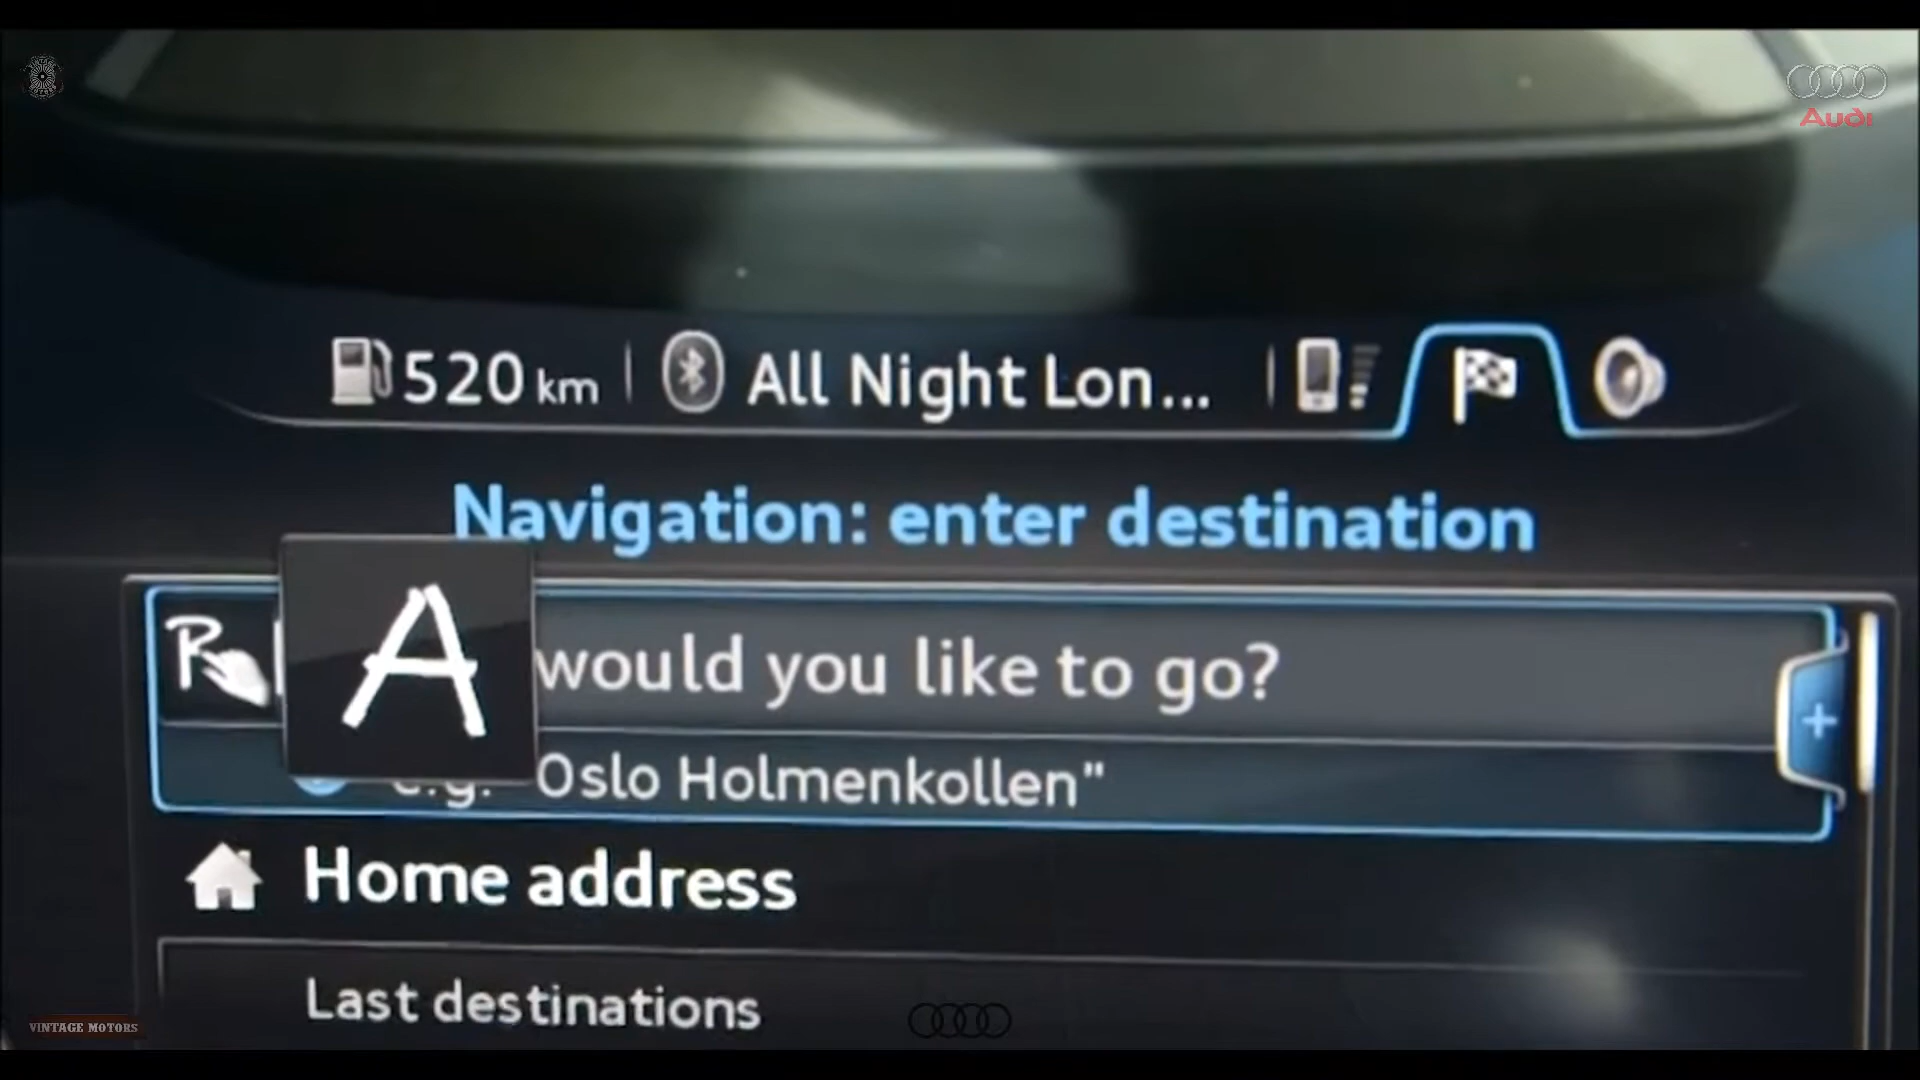 Audi
520 km All Night Lon...
Navigation: enter destination
A would you like to go?
e.g. "Oslo Holmenkollen"
Home address
Last destinations
VINTAGE MOTORS